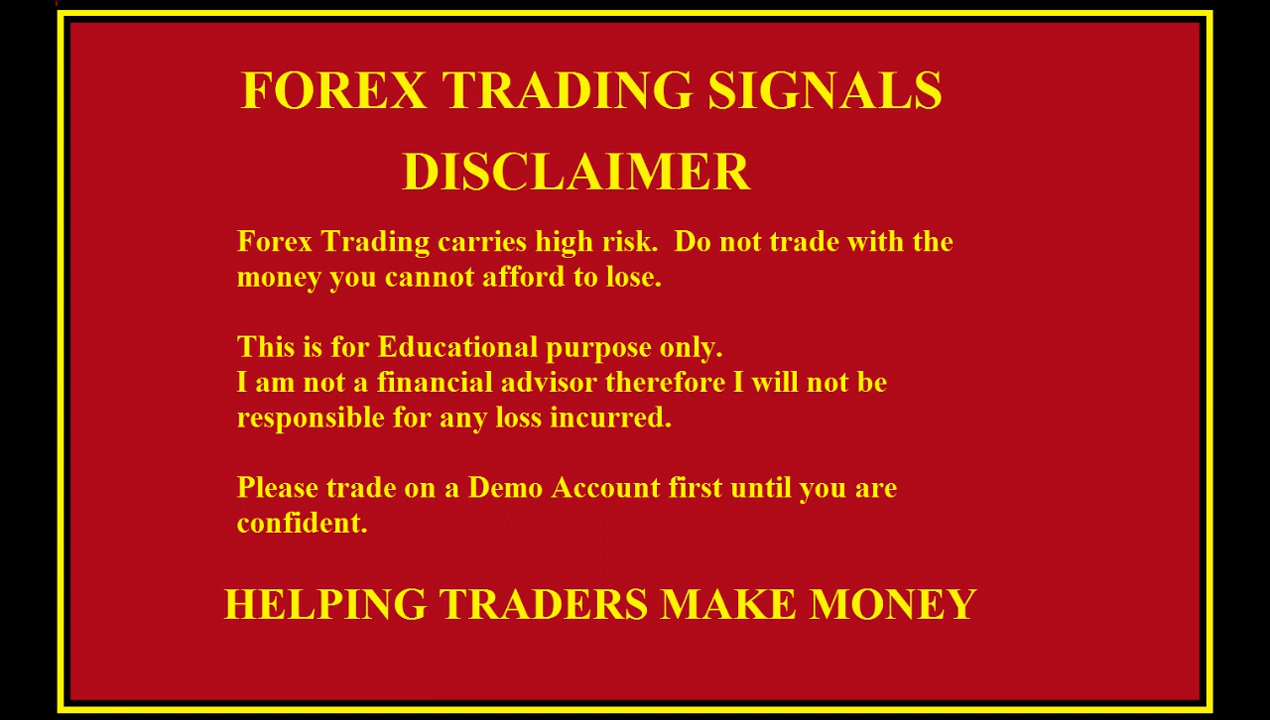 FOREX TRADING SIGNALS
DISCLAIMER
Forex Trading carries high risk.  Do not trade with the
money you cannot afford to lose.
This is for Educational purpose only.
I am not a financial advisor therefore I will not be
responsible for any loss incurred.
Please trade on a Demo Account first until you are
confident.
HELPING TRADERS MAKE MONEY